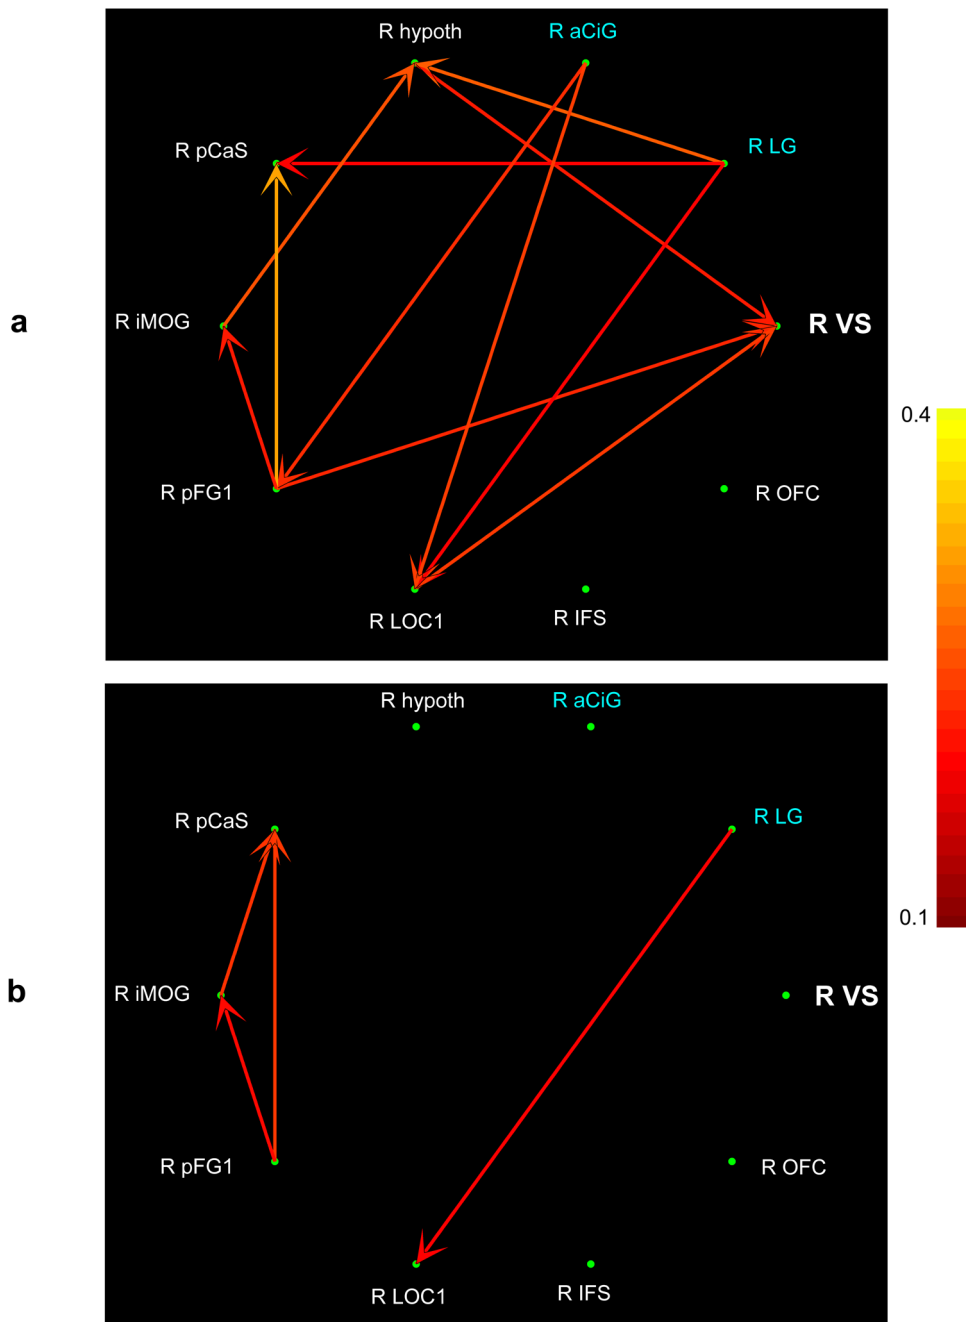 R hypoth
R aCiG
R pCaS
R LG
a
R iMOG
R VS
0.4
R pFG1
R OFC
R LOC1
R IFS
R hypoth
R aCiG
R pCaS
R LG
0.1
b
R iMOG
R VS
R pFG1
R OFC
R LOC1
R IFS